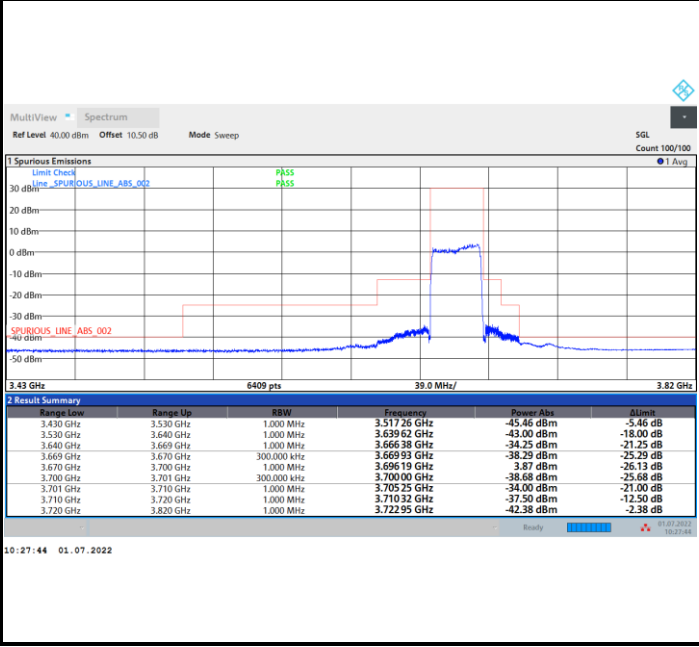 MultiView Spectrum
Ref Level 40.00 dBm Offset 10.50 dB Mode Sweep SGL
Count 100/100
1 Spurious Emissions 1 Avg
Limit Check PASS
Line _SPURIOUS_LINE_ABS_002 PASS
30 dBm
20 dBm
10 dBm
0 dBm
-10 dBm
-20 dBm
-30 dBm
_SPURIOUS_LINE_ABS_002
-40 dBm
-50 dBm
3.43 GHz 6409 pts 39.0 MHz/ 3.82 GHz
2 Result Summary
Range Low Range Up RBW Frequency Power Abs ΔLimit
3.430 GHz 3.530 GHz 1.000 MHz 3.517 26 GHz -45.46 dBm -5.46 dB
3.530 GHz 3.640 GHz 1.000 MHz 3.639 62 GHz -43.00 dBm -18.00 dB
3.640 GHz 3.669 GHz 1.000 MHz 3.666 38 GHz -34.25 dBm -21.25 dB
3.669 GHz 3.670 GHz 300.000 kHz 3.669 93 GHz -38.29 dBm -25.29 dB
3.670 GHz 3.700 GHz 1.000 MHz 3.696 19 GHz 3.87 dBm -26.13 dB
3.700 GHz 3.701 GHz 300.000 kHz 3.700 00 GHz -38.68 dBm -25.68 dB
3.701 GHz 3.710 GHz 1.000 MHz 3.705 25 GHz -34.00 dBm -21.00 dB
3.710 GHz 3.720 GHz 1.000 MHz 3.710 32 GHz -37.50 dBm -12.50 dB
3.720 GHz 3.820 GHz 1.000 MHz 3.722 95 GHz -42.38 dBm -2.38 dB
Ready 01.07.2022
10:27:44
10:27:44 01.07.2022